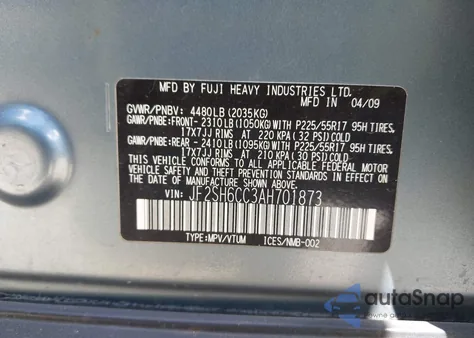 MFD BY FUJI HEAVY INDUSTRIES LTD.
MADE IN 04/09
GVWR/PNBV: 4480LB (2035KG)
GAWR/PNBE: FRONT- 2310LB(1050KG)WITH P225/55R17 95H TIRES,
17X7JJ RIMS AT 220 KPA (32 PSI) COLD
GAWR/PNBE: REAR - 2410LB(1095KG)WITH P225/55R17 95H TIRES,
17X7JJ RIMS AT 210 KPA (30 PSI) COLD
THIS VEHICLE CONFORMS TO ALL APPLICABLE FEDERAL MOTOR
VEHICLE SAFETY STANDARDS IN EFFECT ON THE DATE OF
MANUFACTURE SHOWN ABOVE.
VIN: JF2SH6CC3AH701873
TYPE:MPV/VTUM ICES/NMB-002
autoSnap